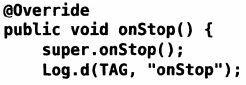 @Override
public void onStop() {
    super.onStop();
    Log.d(TAG, "onStop");